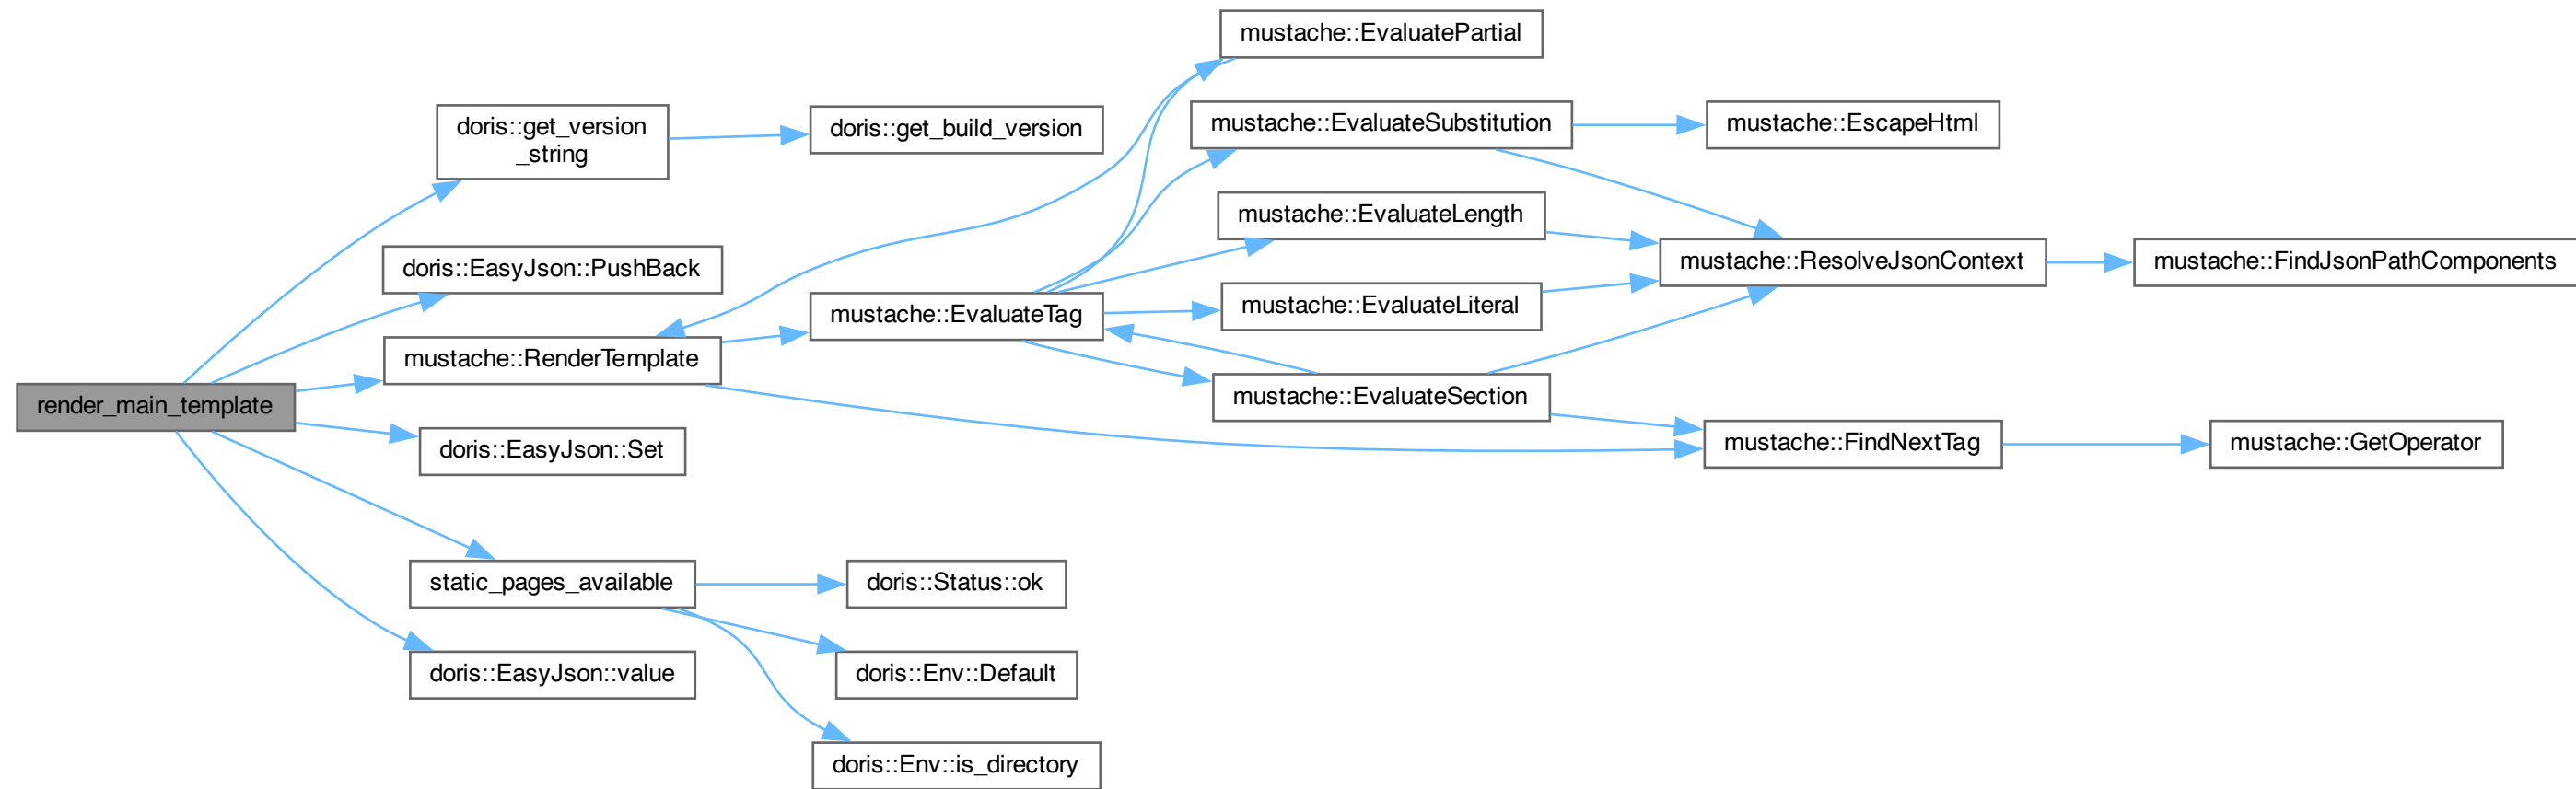 render_main_template
doris::get_version
_string
doris::get_build_version
doris::EasyJson::PushBack
mustache::RenderTemplate
mustache::EvaluateTag
mustache::EvaluatePartial
mustache::EvaluateSubstitution
mustache::EscapeHtml
mustache::EvaluateLength
mustache::EvaluateLiteral
mustache::EvaluateSection
mustache::ResolveJsonContext
mustache::FindJsonPathComponents
mustache::FindNextTag
mustache::GetOperator
doris::EasyJson::Set
static_pages_available
doris::Status::ok
doris::Env::Default
doris::Env::is_directory
doris::EasyJson::value